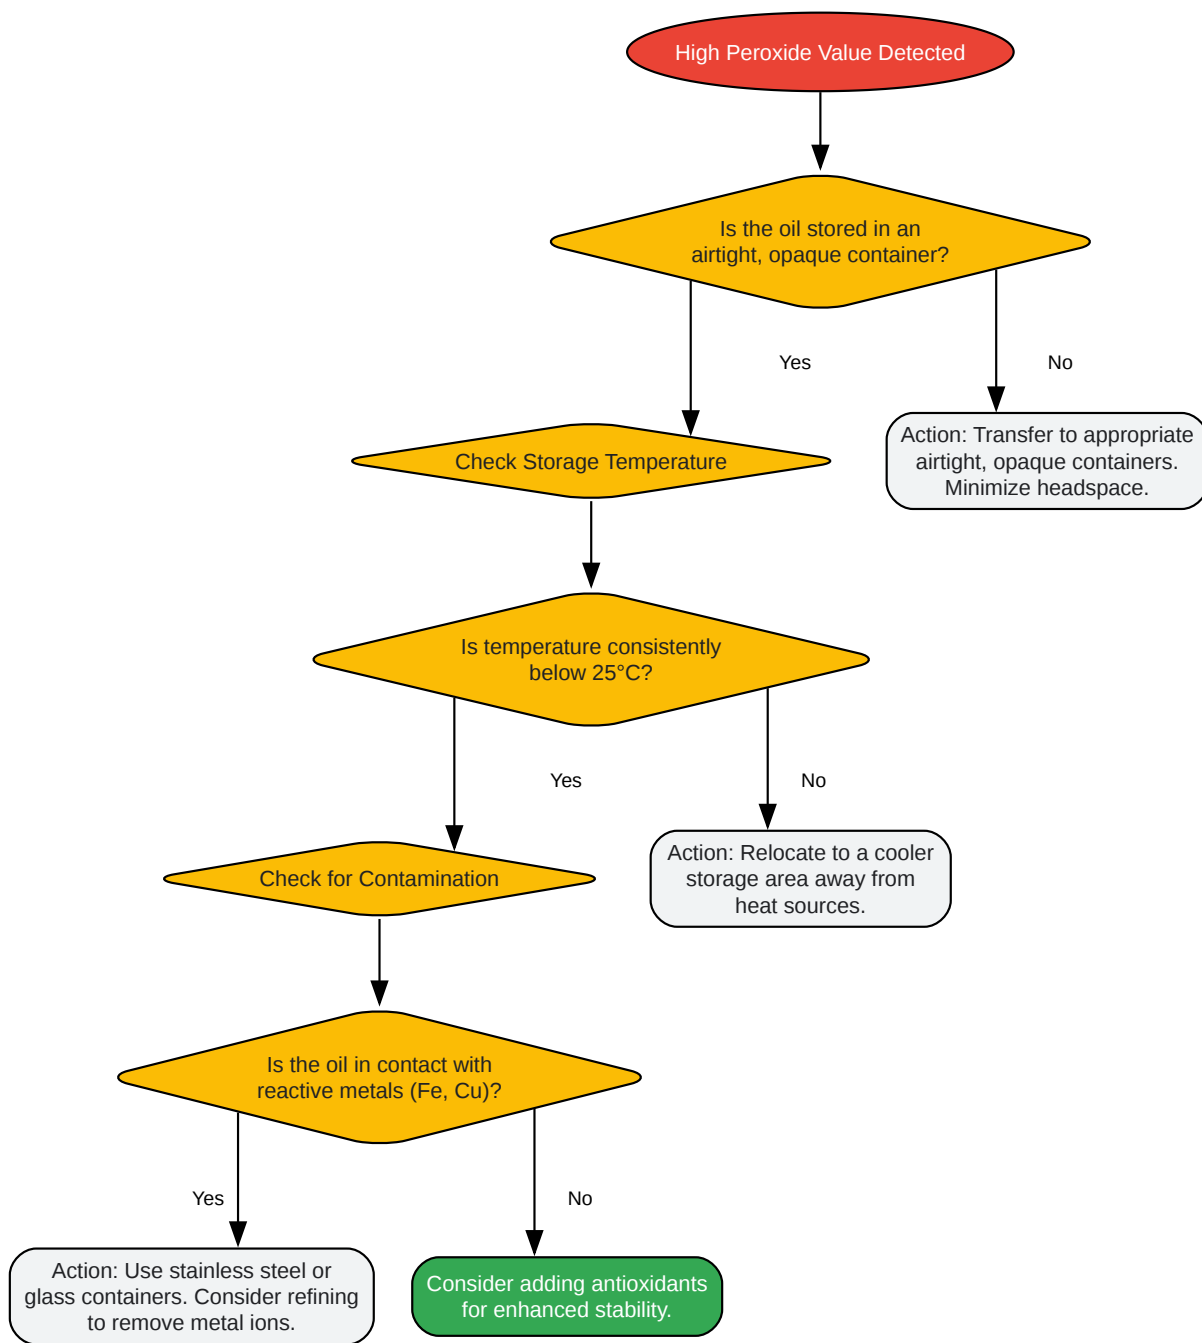 High Peroxide Value Detected
Is the oil stored in an
airtight, opaque container?
Yes
No
Action: Transfer to appropriate
airtight, opaque containers.
Minimize headspace.
Check Storage Temperature
Is temperature consistently
below 25°C?
Yes
No
Action: Relocate to a cooler
storage area away from
heat sources.
Check for Contamination
Is the oil in contact with
reactive metals (Fe, Cu)?
Yes
No
Action: Use stainless steel or
glass containers. Consider refining
to remove metal ions.
Consider adding antioxidants
for enhanced stability.